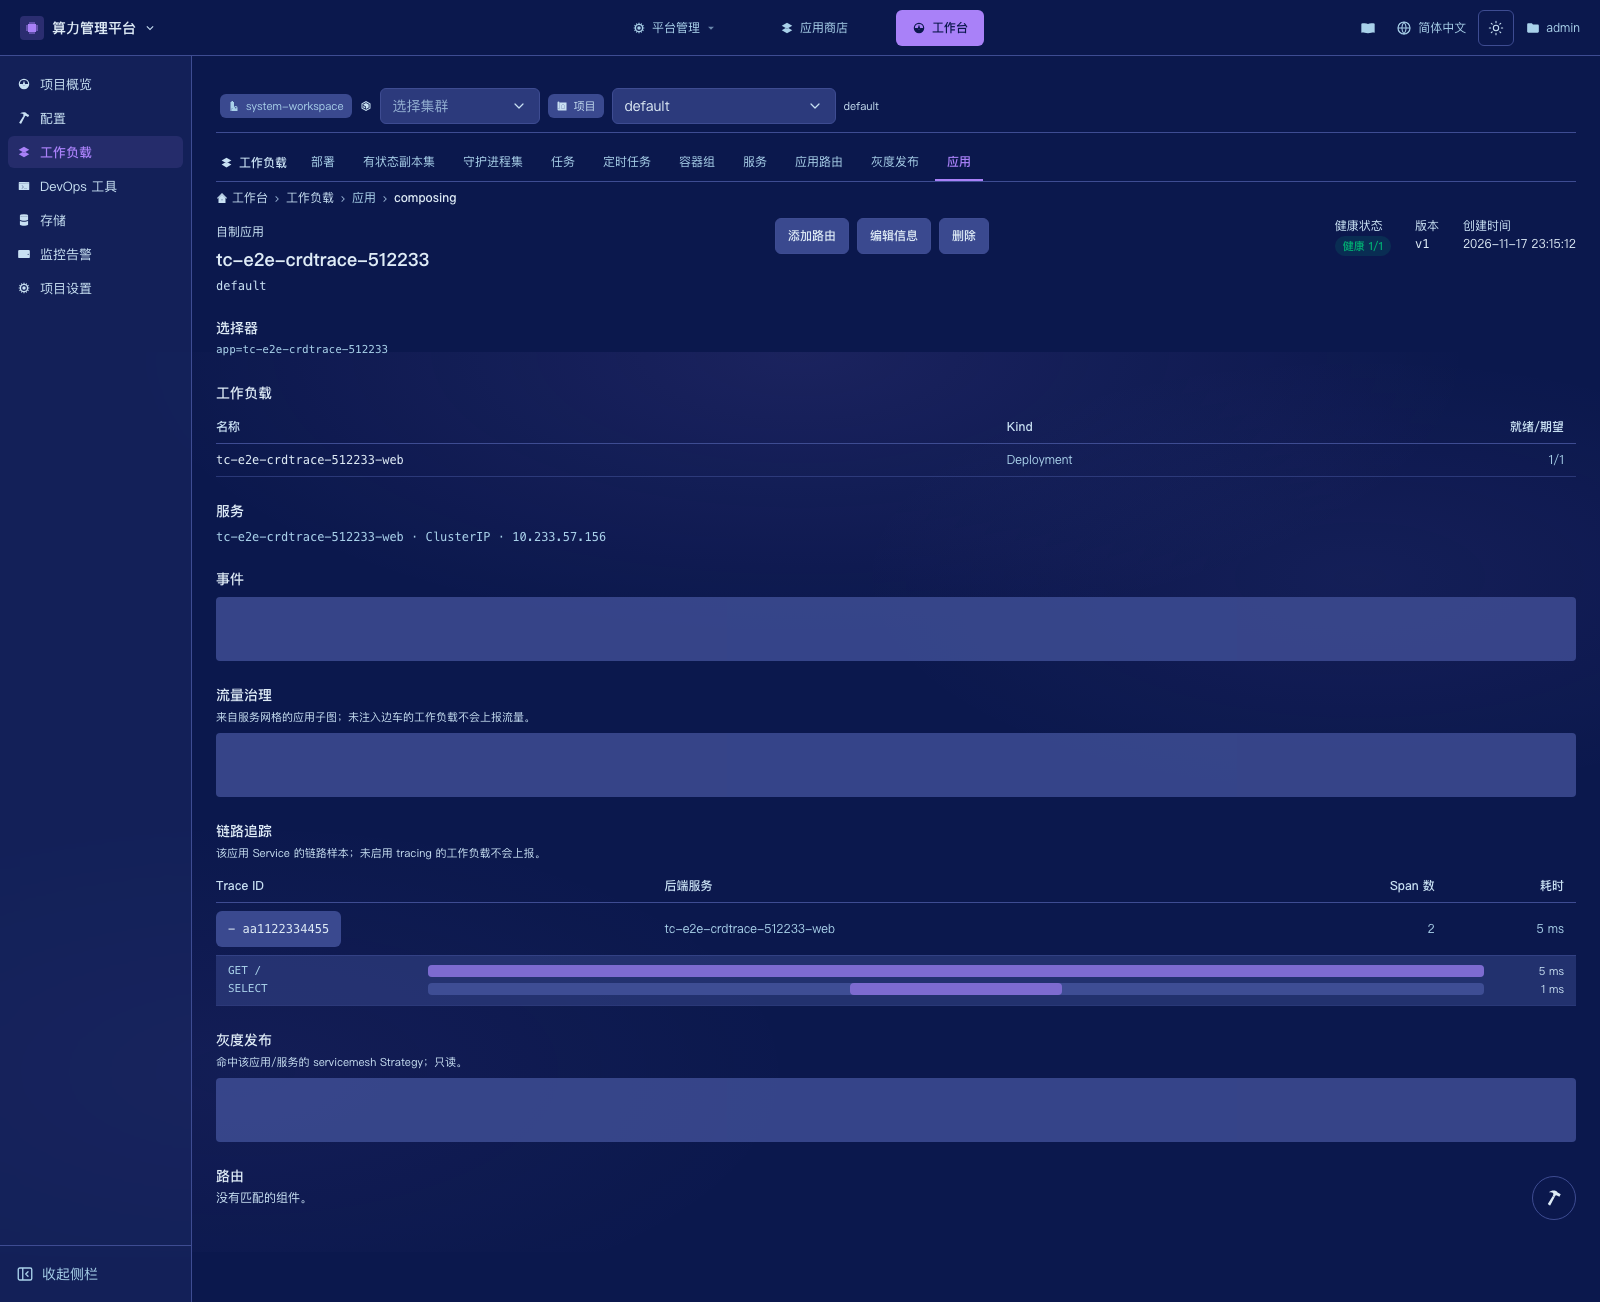 算力管理平台
平台管理
应用商店
工作台
简体中文
admin
项目概览
配置
工作负载
DevOps 工具
存储
监控告警
项目设置
收起侧栏
system-workspace
选择集群
项目
default
default
工作负载
部署
有状态副本集
守护进程集
任务
定时任务
容器组
服务
应用路由
灰度发布
应用
工作台 › 工作负载 › 应用 › composing
自制应用
tc-e2e-crdtrace-512233
default
添加路由
编辑信息
删除
健康状态
健康 1/1
版本
v1
创建时间
2026-11-17 23:15:12
选择器
app=tc-e2e-crdtrace-512233
工作负载
名称 Kind 就绪/期望
tc-e2e-crdtrace-512233-web Deployment 1/1
服务
tc-e2e-crdtrace-512233-web · ClusterIP · 10.233.57.156
事件
流量治理
来自服务网格的应用子图；未注入边车的工作负载不会上报流量。
链路追踪
该应用 Service 的链路样本；未启用 tracing 的工作负载不会上报。
Trace ID 后端服务 Span 数 耗时
− aa1122334455 tc-e2e-crdtrace-512233-web 2 5 ms
GET / 5 ms
SELECT 1 ms
灰度发布
命中该应用/服务的 servicemesh Strategy；只读。
路由
没有匹配的组件。